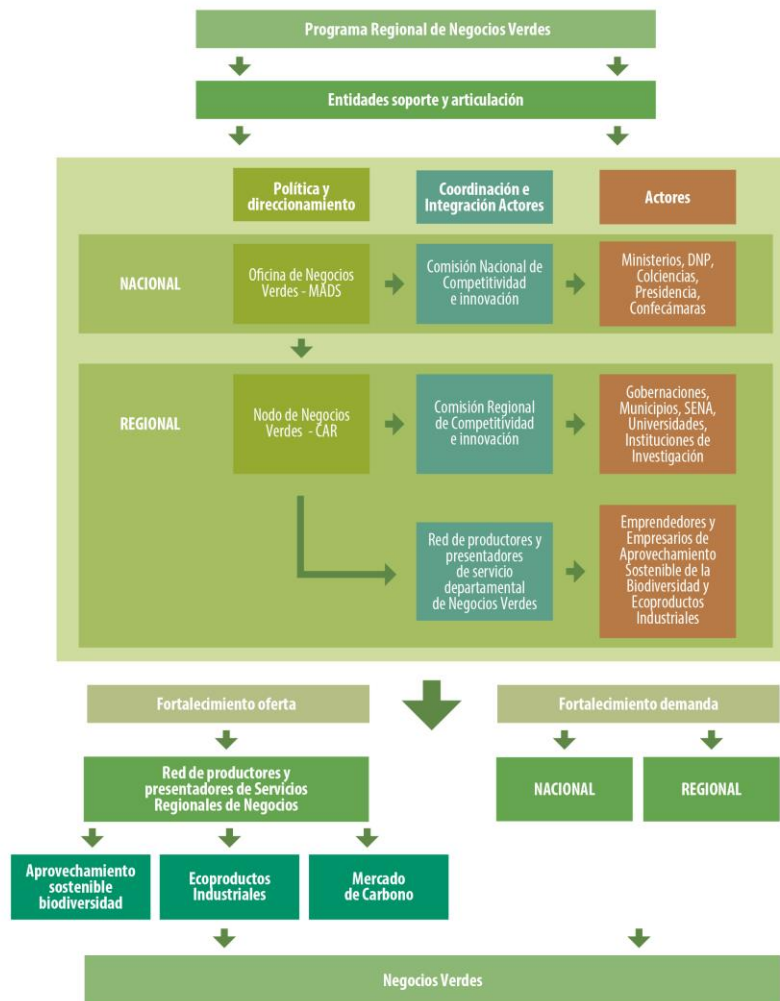 Programa Regional de Negocios Verdes
Entidades soporte y articulación
Política y
direccionamiento
Coordinación e
Integración Actores
Actores
NACIONAL
Oficina de Negocios
Verdes - MADS
Comisión Nacional de
Competitividad
e innovación
Ministerios, DNP,
Colciencias,
Presidencia,
Confecámaras
REGIONAL
Nodo de Negocios
Verdes - CAR
Comisión Regional
de Competitividad
e innovación
Gobernaciones,
Municipios, SENA,
Universidades,
Instituciones de
Investigación
Red de productores y
presentadores
de servicio
departamental
de Negocios Verdes
Emprendedores y
Empresarios de
Aprovechamiento
Sostenible de la
Biodiversidad y
Ecoproductos
Industriales
Fortalecimiento oferta
Fortalecimiento demanda
Red de productores y
presentadores de Servicios
Regionales de Negocios
NACIONAL
REGIONAL
Aprovechamiento
sostenible
biodiversidad
Ecoproductos
Industriales
Mercado
de Carbono
Negocios Verdes